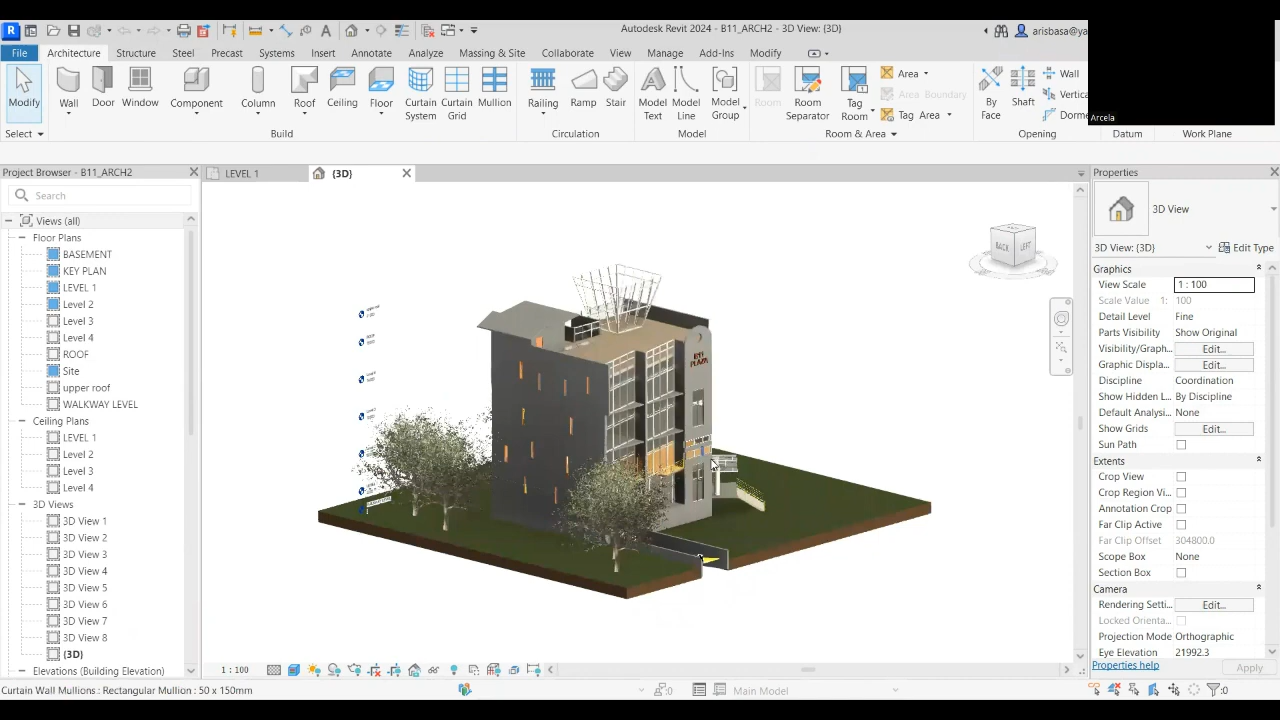 Autodesk Revit 2024 - B11_ARCH2 - 3D View: {3D}
arisbasa@ya
File Architecture Structure Steel Precast Systems Insert Annotate Analyze Massing & Site Collaborate View Manage Add-Ins Modify
Modify Wall Door Window Component Column Roof Ceiling Floor Curtain System Curtain Grid Mullion Railing Ramp Stair Model Text Model Line Model Group Room Room Separator Tag Room Area By Face Shaft Wall
Area Boundary Vertica
Tag Area Dorme
Arcela
Select Build Circulation Model Room & Area Opening Datum Work Plane
Project Browser - B11_ARCH2
Search
Views (all)
Floor Plans
BASEMENT
KEY PLAN
LEVEL 1
Level 2
Level 3
Level 4
ROOF
Site
upper roof
WALKWAY LEVEL
Ceiling Plans
LEVEL 1
Level 2
Level 3
Level 4
3D Views
3D View 1
3D View 2
3D View 3
3D View 4
3D View 5
3D View 6
3D View 7
3D View 8
{3D}
Elevations (Building Elevation)
LEVEL 1 {3D}
BACK LEFT
B11
PLAZA
Properties
3D View
3D View: {3D} Edit Type
Graphics
View Scale 1 : 100
Scale Value 1: 100
Detail Level Fine
Parts Visibility Show Original
Visibility/Graph... Edit...
Graphic Displa... Edit...
Discipline Coordination
Show Hidden L... By Discipline
Default Analysi... None
Show Grids Edit...
Sun Path
Extents
Crop View
Crop Region Vi...
Annotation Crop
Far Clip Active
Far Clip Offset 304800.0
Scope Box None
Section Box
Camera
Rendering Setti... Edit...
Locked Orienta...
Projection Mode Orthographic
Eye Elevation 21992.3
Properties help Apply
1 : 100
Curtain Wall Mullions : Rectangular Mullion : 50 x 150mm
:0 Main Model :0